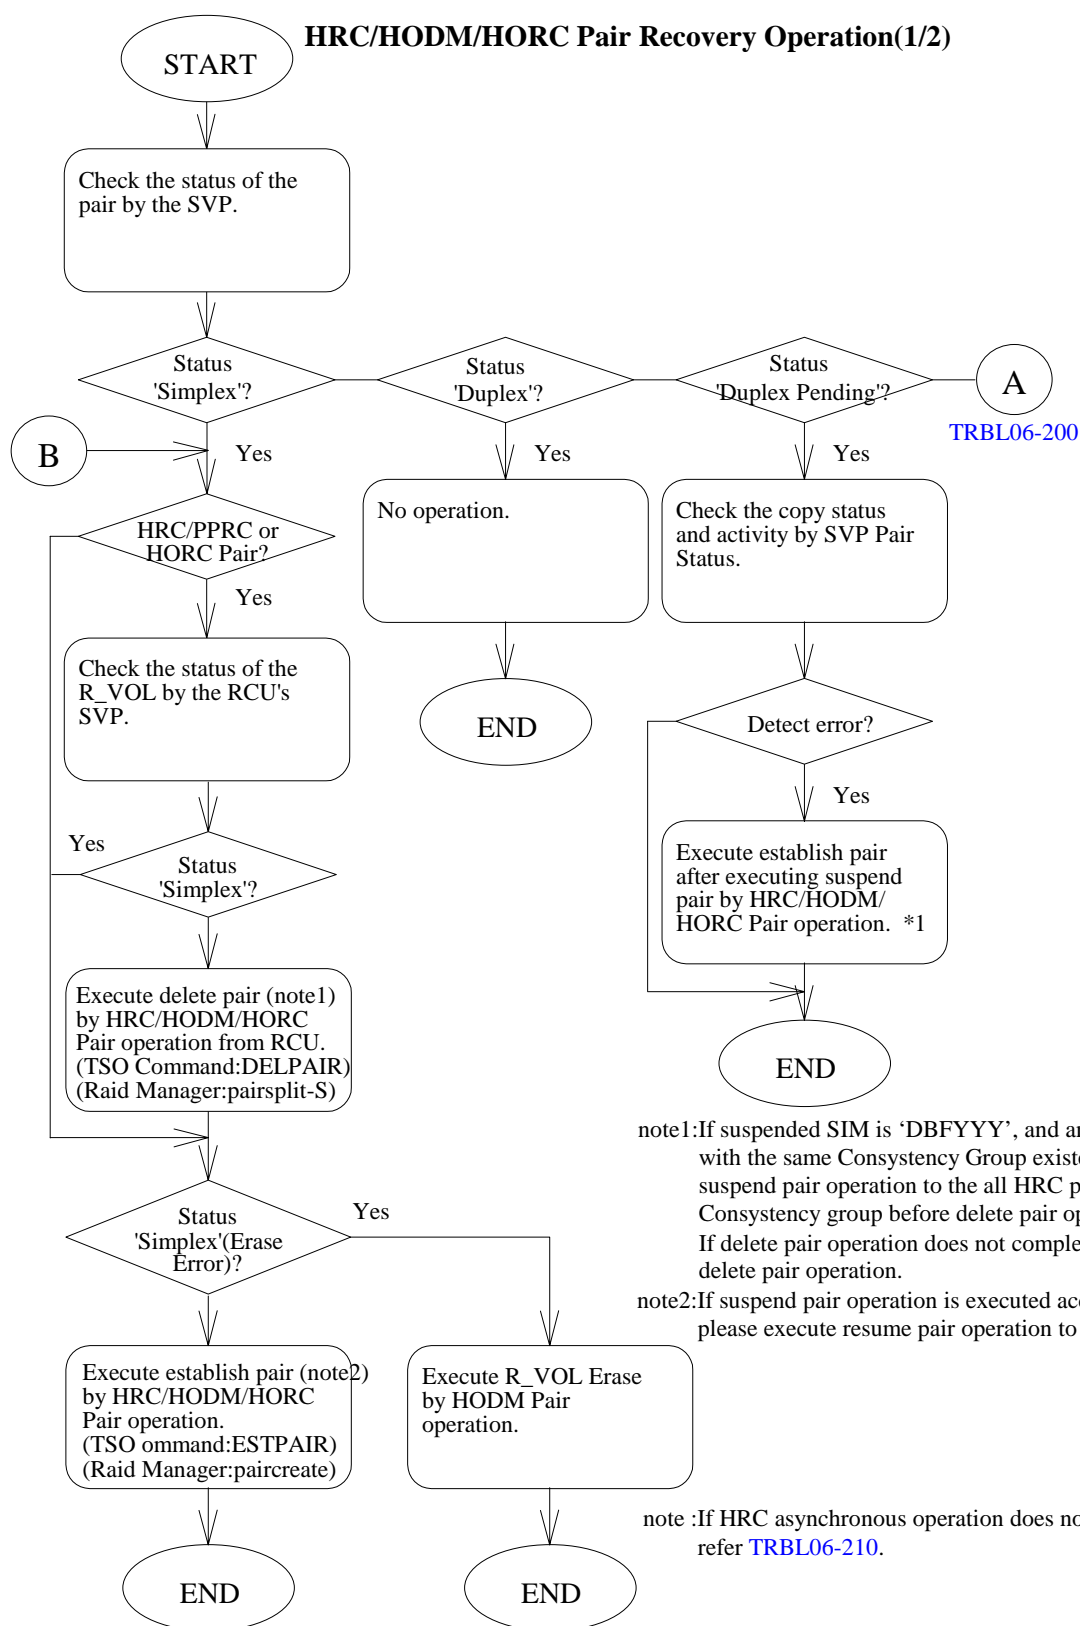 HRC/HODM/HORC Pair Recovery Operation(1/2)
START
Check the status of the
pair by the SVP.
Status
'Simplex'?
Status
'Duplex'?
Status
'Duplex Pending'?
A
TRBL06-200
B
Yes
Yes
Yes
HRC/PPRC or
HORC Pair?
No operation.
Check the copy status
and activity by SVP Pair
Status.
Yes
Check the status of the
R_VOL by the RCU's
SVP.
END
Detect error?
Yes
Yes
Status
'Simplex'?
Execute establish pair
after executing suspend
pair by HRC/HODM/
HORC Pair operation.  *1
Execute delete pair (note1)
by HRC/HODM/HORC
Pair operation from RCU.
(TSO Command:DELPAIR)
(Raid Manager:pairsplit-S)
END
note1:If suspended SIM is ‘DBFYYY’, and
with the same Consystency Group
suspend pair operation to the all HRC
Consystency group before delete pair
If delete pair operation does not
delete pair operation.
note2:If suspend pair operation is executed
please execute resume pair operation to
Status
'Simplex'(Erase
Error)?
Yes
Execute establish pair (note2)
by HRC/HODM/HORC
Pair operation.
(TSO ommand:ESTPAIR)
(Raid Manager:paircreate)
Execute R_VOL Erase
by HODM Pair
operation.
note :If HRC asynchronous operation does
refer TRBL06-210.
END
END